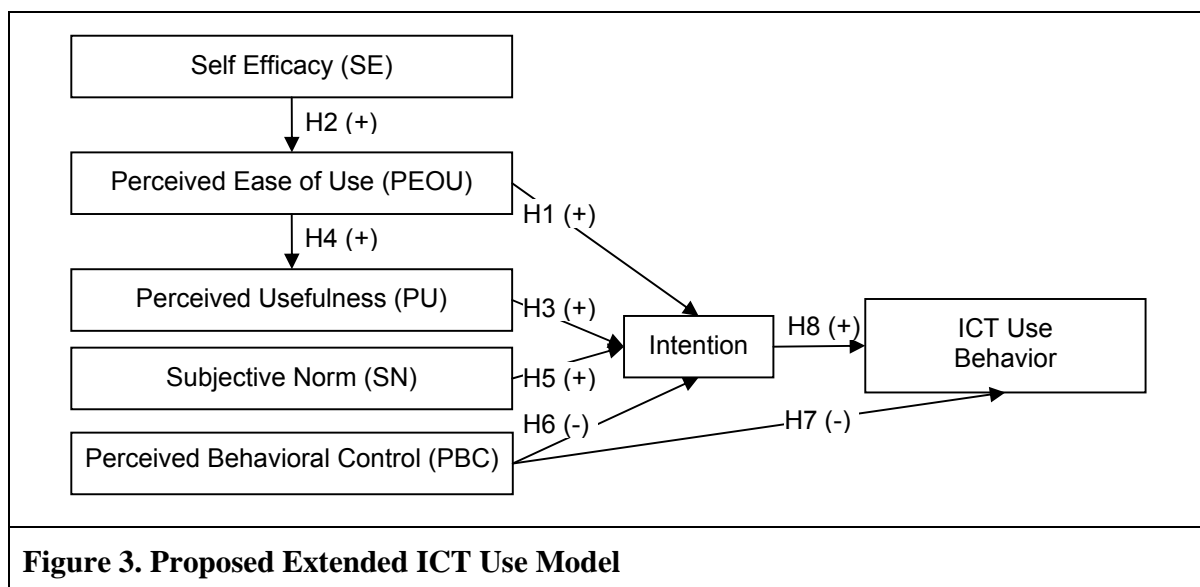 Self Efficacy (SE)
H2 (+)
Perceived Ease of Use (PEOU)
H1 (+)
H4 (+)
Perceived Usefulness (PU)
H3 (+)
Intention
H8 (+)
ICT Use
Behavior
Subjective Norm (SN)
H5 (+)
H6 (-)
H7 (-)
Perceived Behavioral Control (PBC)
Figure 3. Proposed Extended ICT Use Model